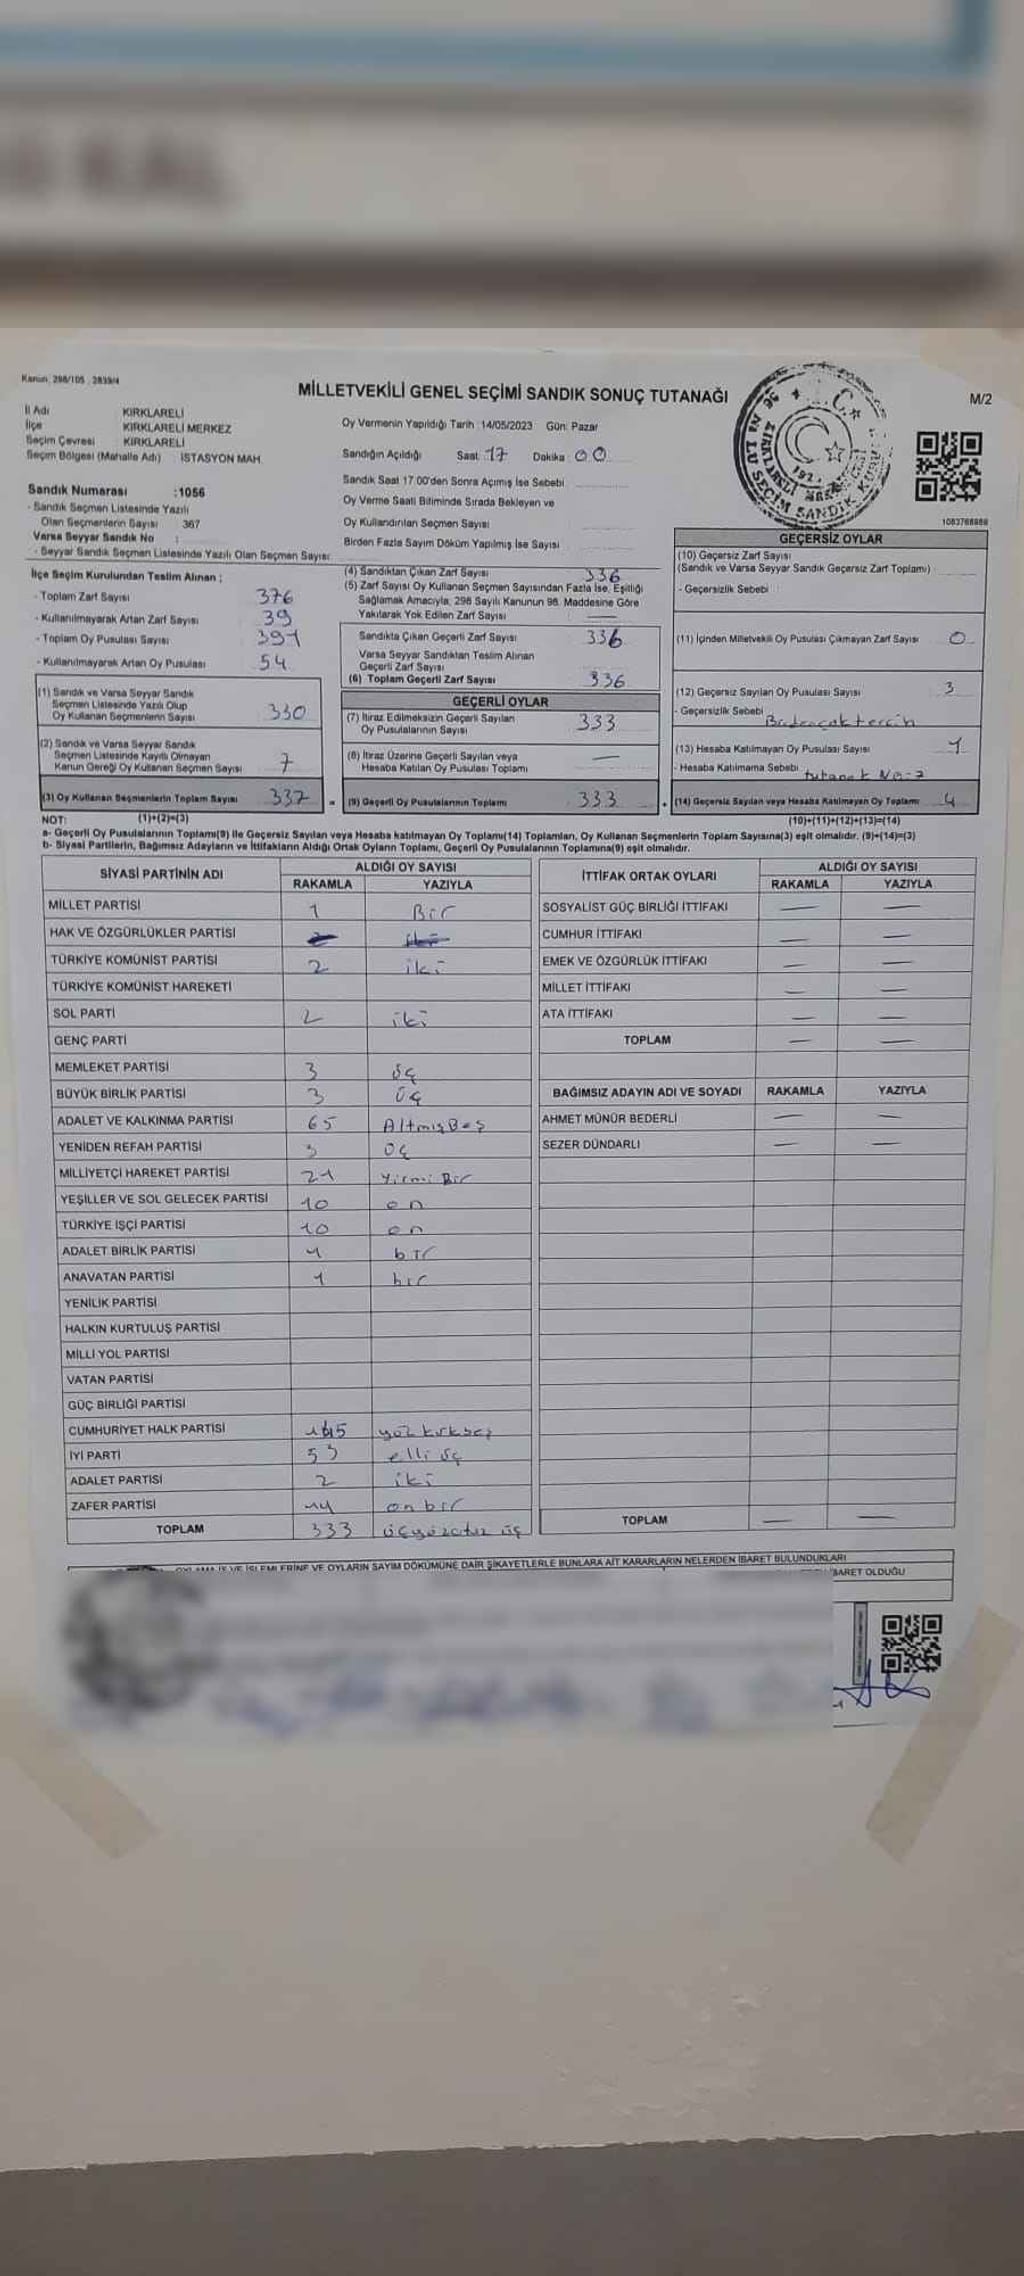 Kanun: 298/105 , 2839/4
MİLLETVEKİLİ GENEL SEÇİMİ SANDIK SONUÇ TUTANAĞI
M/2
İl Adı KIRKLARELİ
İlçe KIRKLARELİ MERKEZ
Seçim Çevresi KIRKLARELİ
Seçim Bölgesi (Mahalle Adı) İSTASYON MAH.
Oy Vermenin Yapıldığı Tarih :14/05/2023 Gün: Pazar
Sandığın Açıldığı Saat 17 Dakika 00
Sandık Saat 17:00'den Sonra Açmış İse Sebebi
Oy Verme Saati Bitiminde Sırada Bekleyen ve
Oy Kullandırılan Seçmen Sayısı
Birden Fazla Sayım Döküm Yapılmış İse Sayısı
Sandık Numarası :1056
- Sandık Seçmen Listesinde Yazılı
Olan Seçmenlerin Sayısı 367
Varsa Seyyar Sandık No :
- Seyyar Sandık Seçmen Listesinde Yazılı Olan Seçmen Sayısı:
İlçe Seçim Kurulundan Teslim Alınan :
- Toplam Zarf Sayısı 376
- Kullanılmayarak Artan Zarf Sayısı 39
- Toplam Oy Pusulası Sayısı 391
- Kullanılmayarak Artan Oy Pusulası 54
(1) Sandık ve Varsa Seyyar Sandık
Seçmen Listesinde Yazılı Olup
Oy Kullanan Seçmenlerin Sayısı 330
(2) Sandık ve Varsa Seyyar Sandık
Seçmen Listesinde Kayıtlı Olmayan
Kanun Gereği Oy Kullanan Seçmen Sayısı 7
(3) Oy Kullanan Seçmenlerin Toplam Sayısı 337
(1)+(2)=(3)
(4) Sandıktan Çıkan Zarf Sayısı 336
(5) Zarf Sayısı Oy Kullanan Seçmen Sayısından Fazla İse, Eşitliği
Sağlamak Amacıyla, 298 Sayılı Kanunun 98. Maddesine Göre
Yakılarak Yok Edilen Zarf Sayısı —
Sandıkta Çıkan Geçerli Zarf Sayısı 336
Varsa Seyyar Sandıktan Teslim Alınan
Geçerli Zarf Sayısı
(6) Toplam Geçerli Zarf Sayısı 336
GEÇERLİ OYLAR
(7) İtiraz Edilmeksizin Geçerli Sayılan
Oy Pusulalarının Sayısı 333
(8) İtiraz Üzerine Geçerli Sayılan veya
Hesaba Katılan Oy Pusulası Toplamı —
(9) Geçerli Oy Pusulalarının Toplamı 333
1083768969
GEÇERSİZ OYLAR
(10) Geçersiz Zarf Sayısı
(Sandık ve Varsa Seyyar Sandık Geçersiz Zarf Toplamı)
- Geçersizlik Sebebi
(11) İçinden Milletvekili Oy Pusulası Çıkmayan Zarf Sayısı 0
(12) Geçersiz Sayılan Oy Pusulası Sayısı 3
- Geçersizlik Sebebi Birdençok tercih
(13) Hesaba Katılmayan Oy Pusulası Sayısı 1
- Hesaba Katılmama Sebebi tutanak No-7
(14) Geçersiz Sayılan veya Hesaba Katılmayan Oy Toplamı 4
(10)+(11)+(12)+(13)=(14)
NOT:
a- Geçerli Oy Pusulalarının Toplamı(9) ile Geçersiz Sayılan veya Hesaba katılmayan Oy Toplamı(14) Toplamları, Oy Kullanan Seçmenlerin Toplam Sayısına(3) eşit olmalıdır. (9)+(14)=(3)
b- Siyasi Partilerin, Bağımsız Adayların ve İttifakların Aldığı Ortak Oyların Toplamı, Geçerli Oy Pusulalarının Toplamına(9) eşit olmalıdır.
SİYASİ PARTİNİN ADI ALDIĞI OY SAYISI
RAKAMLA YAZIYLA
MİLLET PARTİSİ 1 Bir
HAK VE ÖZGÜRLÜKLER PARTİSİ
TÜRKİYE KOMÜNİST PARTİSİ 2 iki
TÜRKİYE KOMÜNİST HAREKETİ
SOL PARTİ 2 iki
GENÇ PARTİ
MEMLEKET PARTİSİ 3 üç
BÜYÜK BİRLİK PARTİSİ 3 üç
ADALET VE KALKINMA PARTİSİ 65 AltmışBeş
YENİDEN REFAH PARTİSİ 3 üç
MİLLİYETÇİ HAREKET PARTİSİ 21 Yirmi Bir
YEŞİLLER VE SOL GELECEK PARTİSİ 10 on
TÜRKİYE İŞÇİ PARTİSİ 10 on
ADALET BİRLİK PARTİSİ 1 bir
ANAVATAN PARTİSİ 1 bir
YENİLİK PARTİSİ
HALKIN KURTULUŞ PARTİSİ
MİLLİ YOL PARTİSİ
VATAN PARTİSİ
GÜÇ BİRLİĞİ PARTİSİ
CUMHURİYET HALK PARTİSİ 145 yüzkırkbeş
İYİ PARTİ 53 elli üç
ADALET PARTİSİ 2 iki
ZAFER PARTİSİ 11 onbir
TOPLAM 333 üçyüzotuz üç
İTTİFAK ORTAK OYLARI ALDIĞI OY SAYISI
RAKAMLA YAZIYLA
SOSYALİST GÜÇ BİRLİĞİ İTTİFAKI — —
CUMHUR İTTİFAKI — —
EMEK VE ÖZGÜRLÜK İTTİFAKI — —
MİLLET İTTİFAKI — —
ATA İTTİFAKI — —
TOPLAM — —
BAĞIMSIZ ADAYIN ADI VE SOYADI RAKAMLA YAZIYLA
AHMET MÜNÜR BEDERLİ — —
SEZER DÜNDARLI — —
TOPLAM — —
OYLAMA İŞ VE İŞLEMLERİNE VE OYLARIN SAYIM DÖKÜMÜNE DAİR ŞİKAYETLERLE BUNLARA AİT KARARLARIN NELERDEN İBARET BULUNDUKLARI
İBARET OLDUĞU